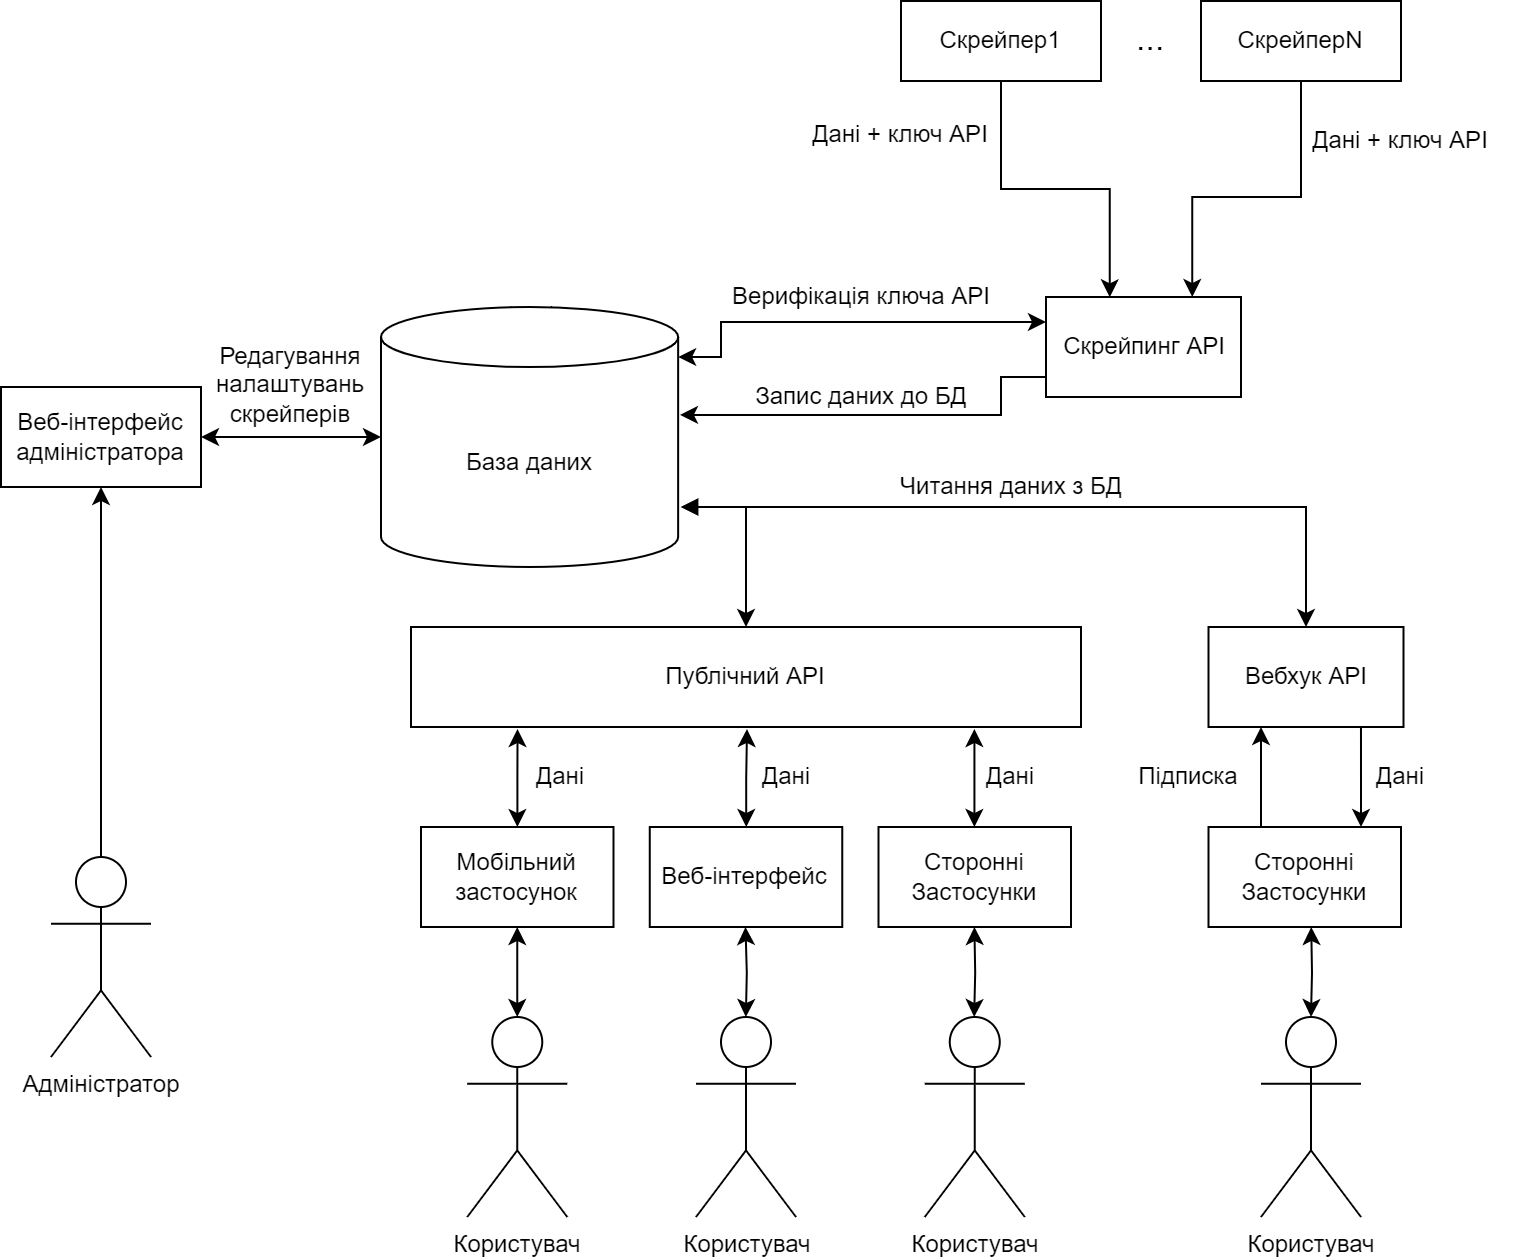 Скрейпер1
...
СкрейперN
Дані + ключ API
Дані + ключ API
Верифікація ключа API
Скрейпинг API
Редагування
налаштувань
скрейперів
Запис даних до БД
Веб-інтерфейс
адміністратора
База даних
Читання даних з БД
Публічний API
Вебхук API
Дані
Дані
Дані
Підписка
Дані
Мобільний
застосунок
Веб-інтерфейс
Сторонні
Застосунки
Сторонні
Застосунки
Адміністратор
Користувач
Користувач
Користувач
Користувач